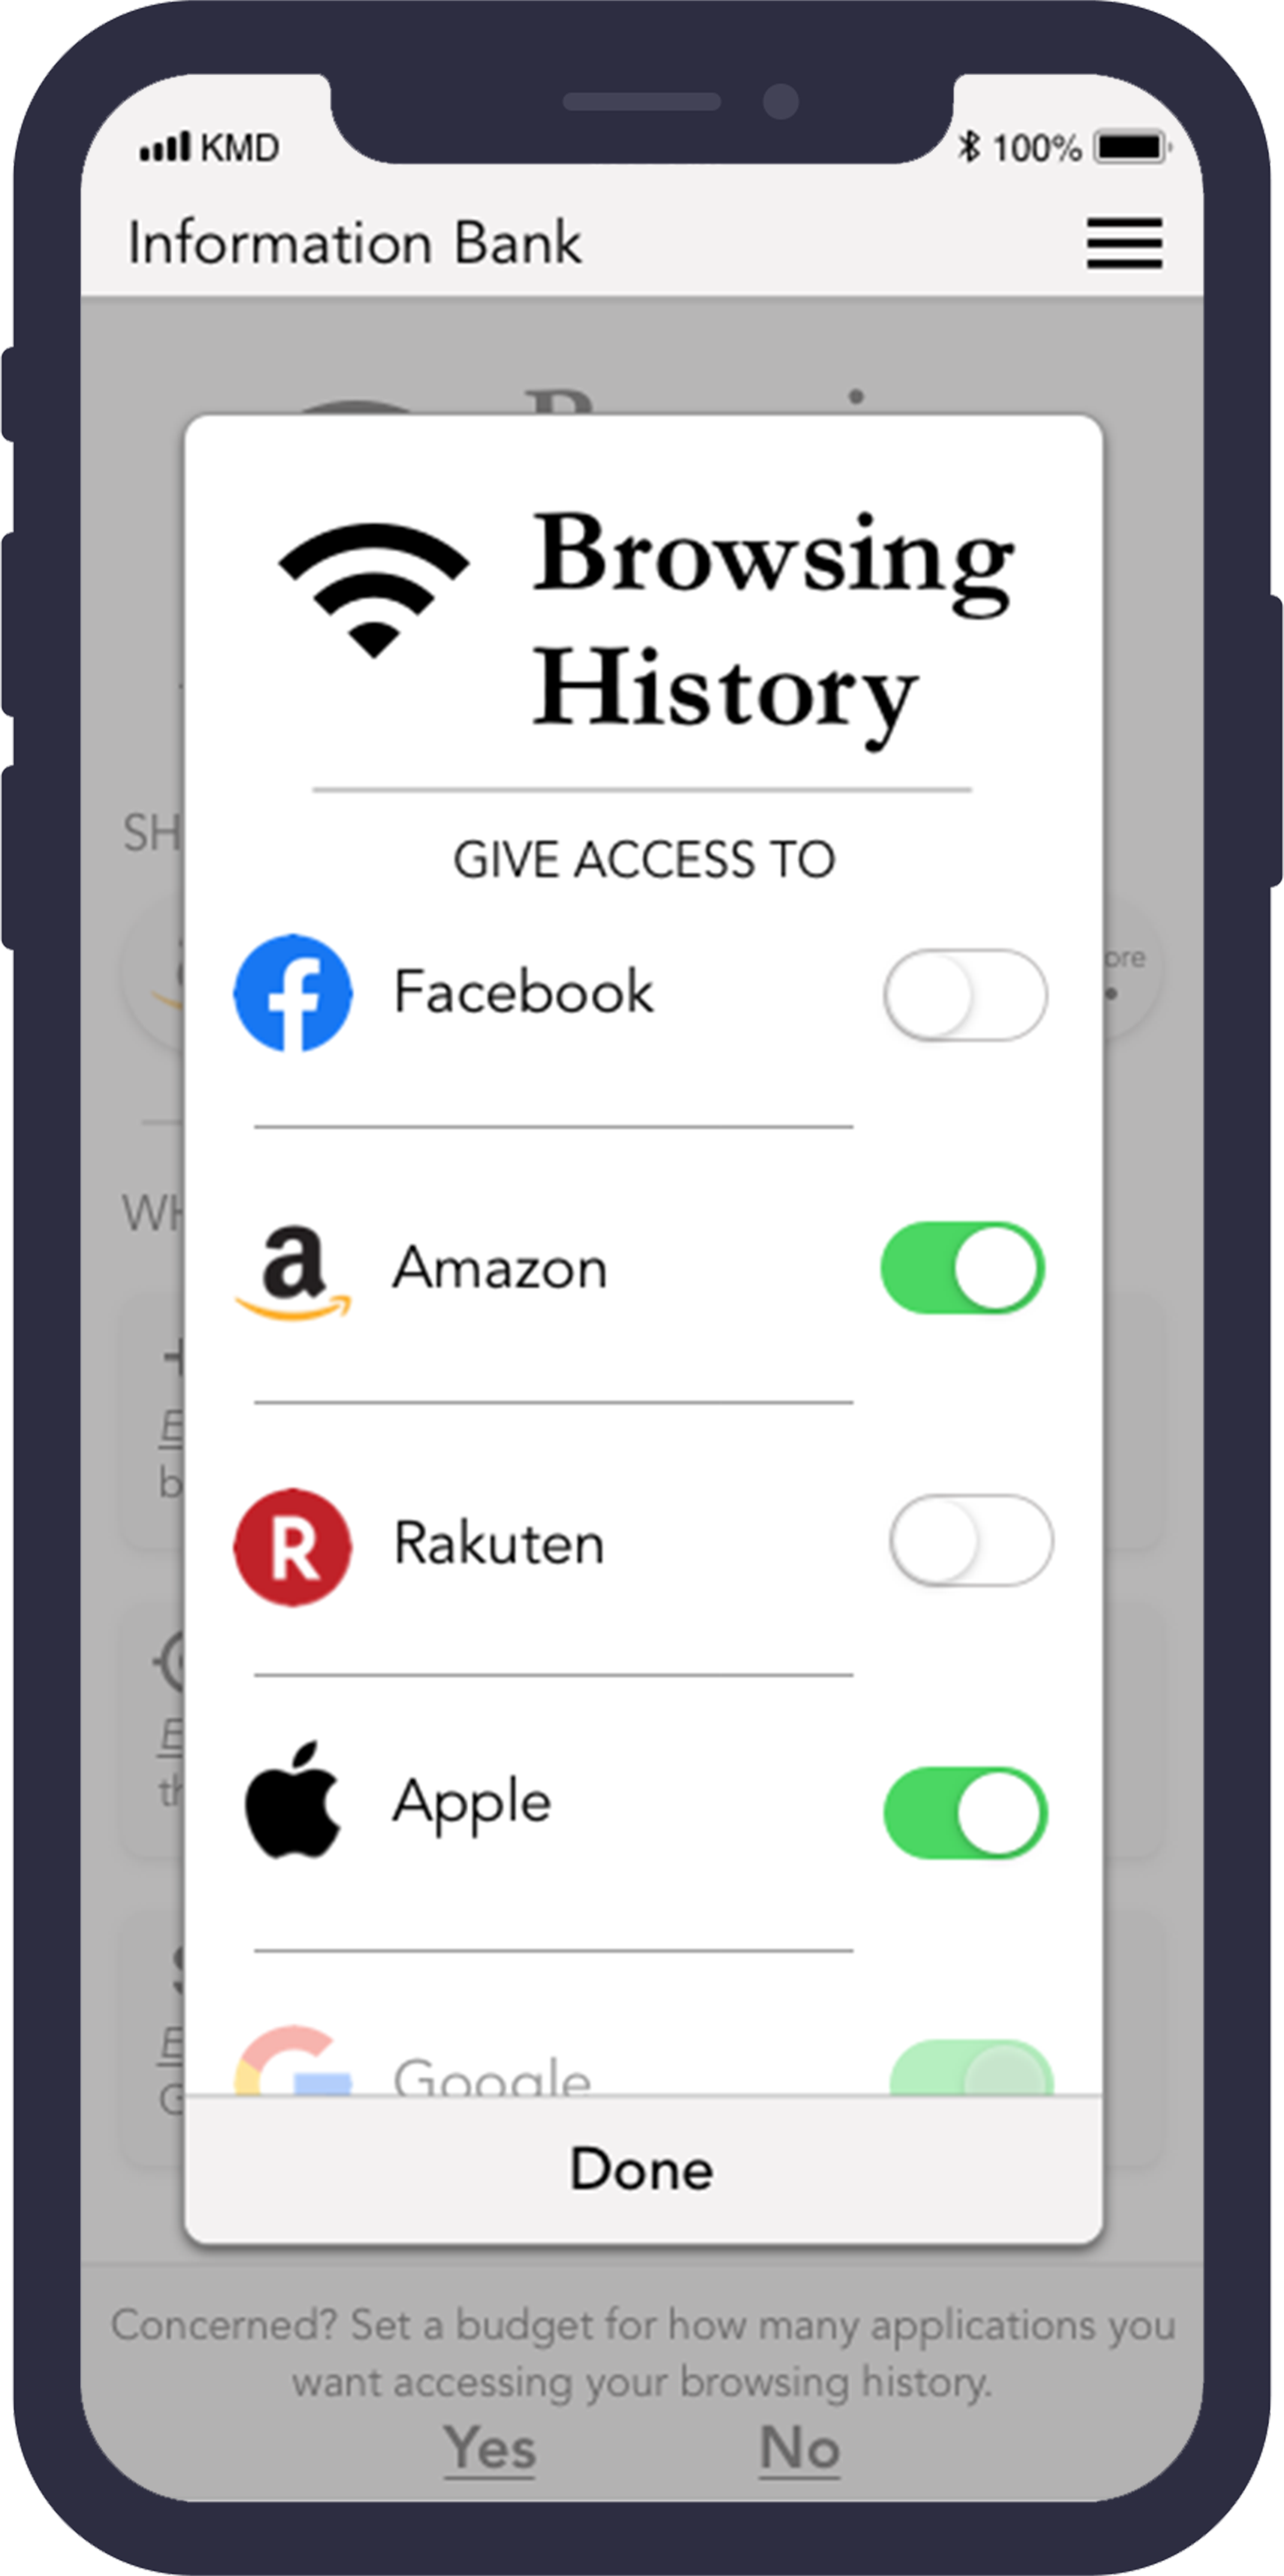 KMD
100%
Information Bank
Browsing
History
GIVE ACCESS TO
Facebook
Amazon
Rakuten
Apple
Google
Done
Concerned? Set a budget for how many applications you
want accessing your browsing history.
Yes No